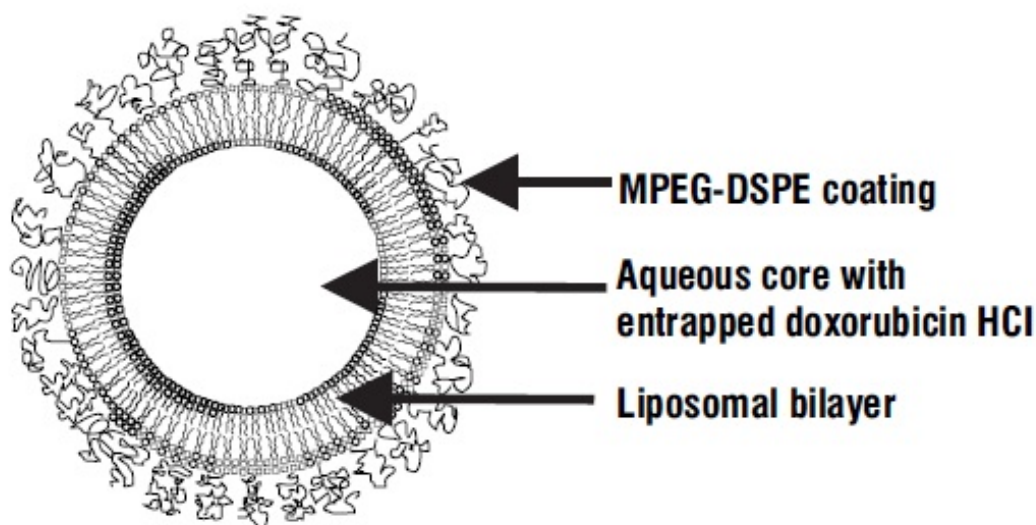 MPEG-DSPE coating
Aqueous core with
entrapped doxorubicin HCl
Liposomal bilayer